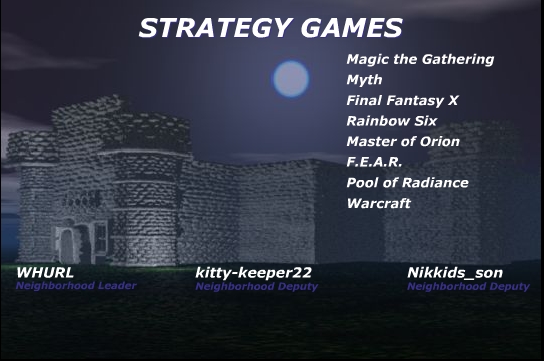 STRATEGY GAMES
Magic the Gathering
Myth
Final Fantasy X
Rainbow Six
Master of Orion
F.E.A.R.
Pool of Radiance
Warcraft
WHURL
Neighborhood Leader
kitty-keeper22
Neighborhood Deputy
Nikkids_son
Neighborhood Deputy